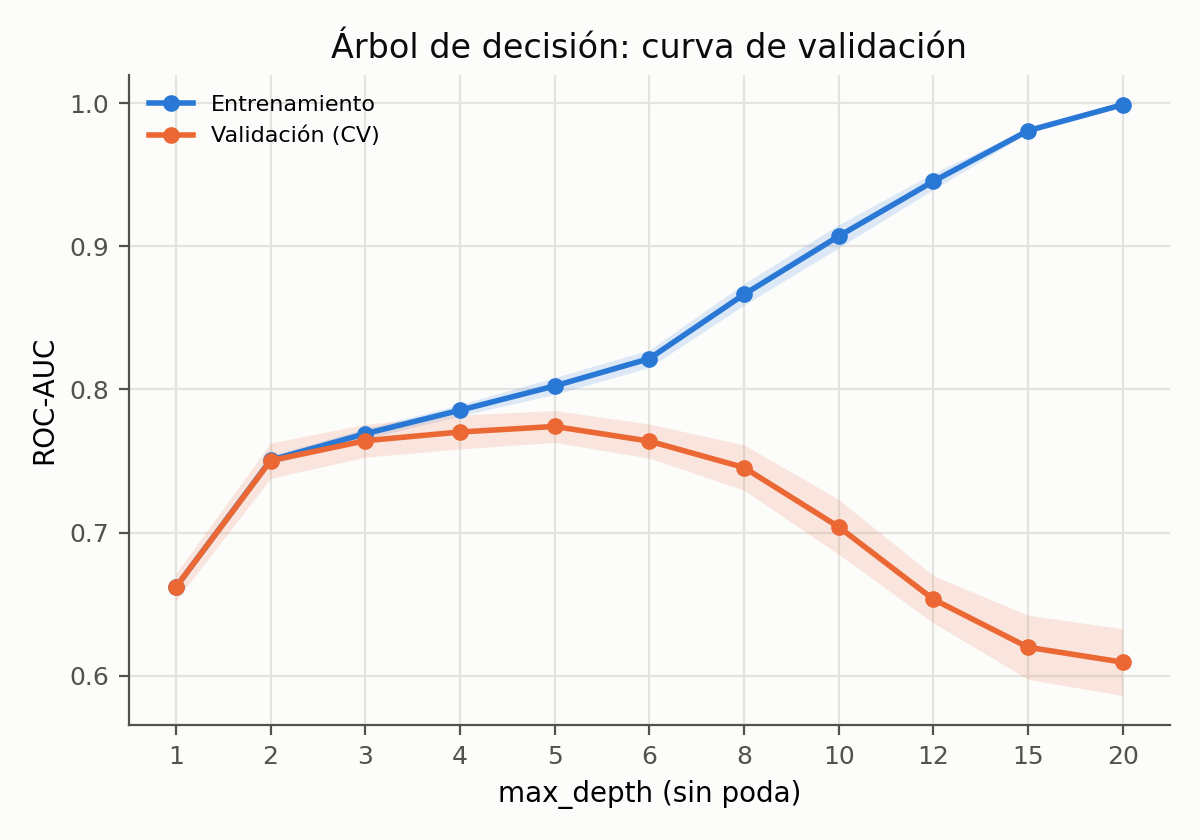 Árbol de decisión: curva de validación
Entrenamiento
Validación (CV)
ROC-AUC
1.0
0.9
0.8
0.7
0.6
1 2 3 4 5 6 8 10 12 15 20
max_depth (sin poda)